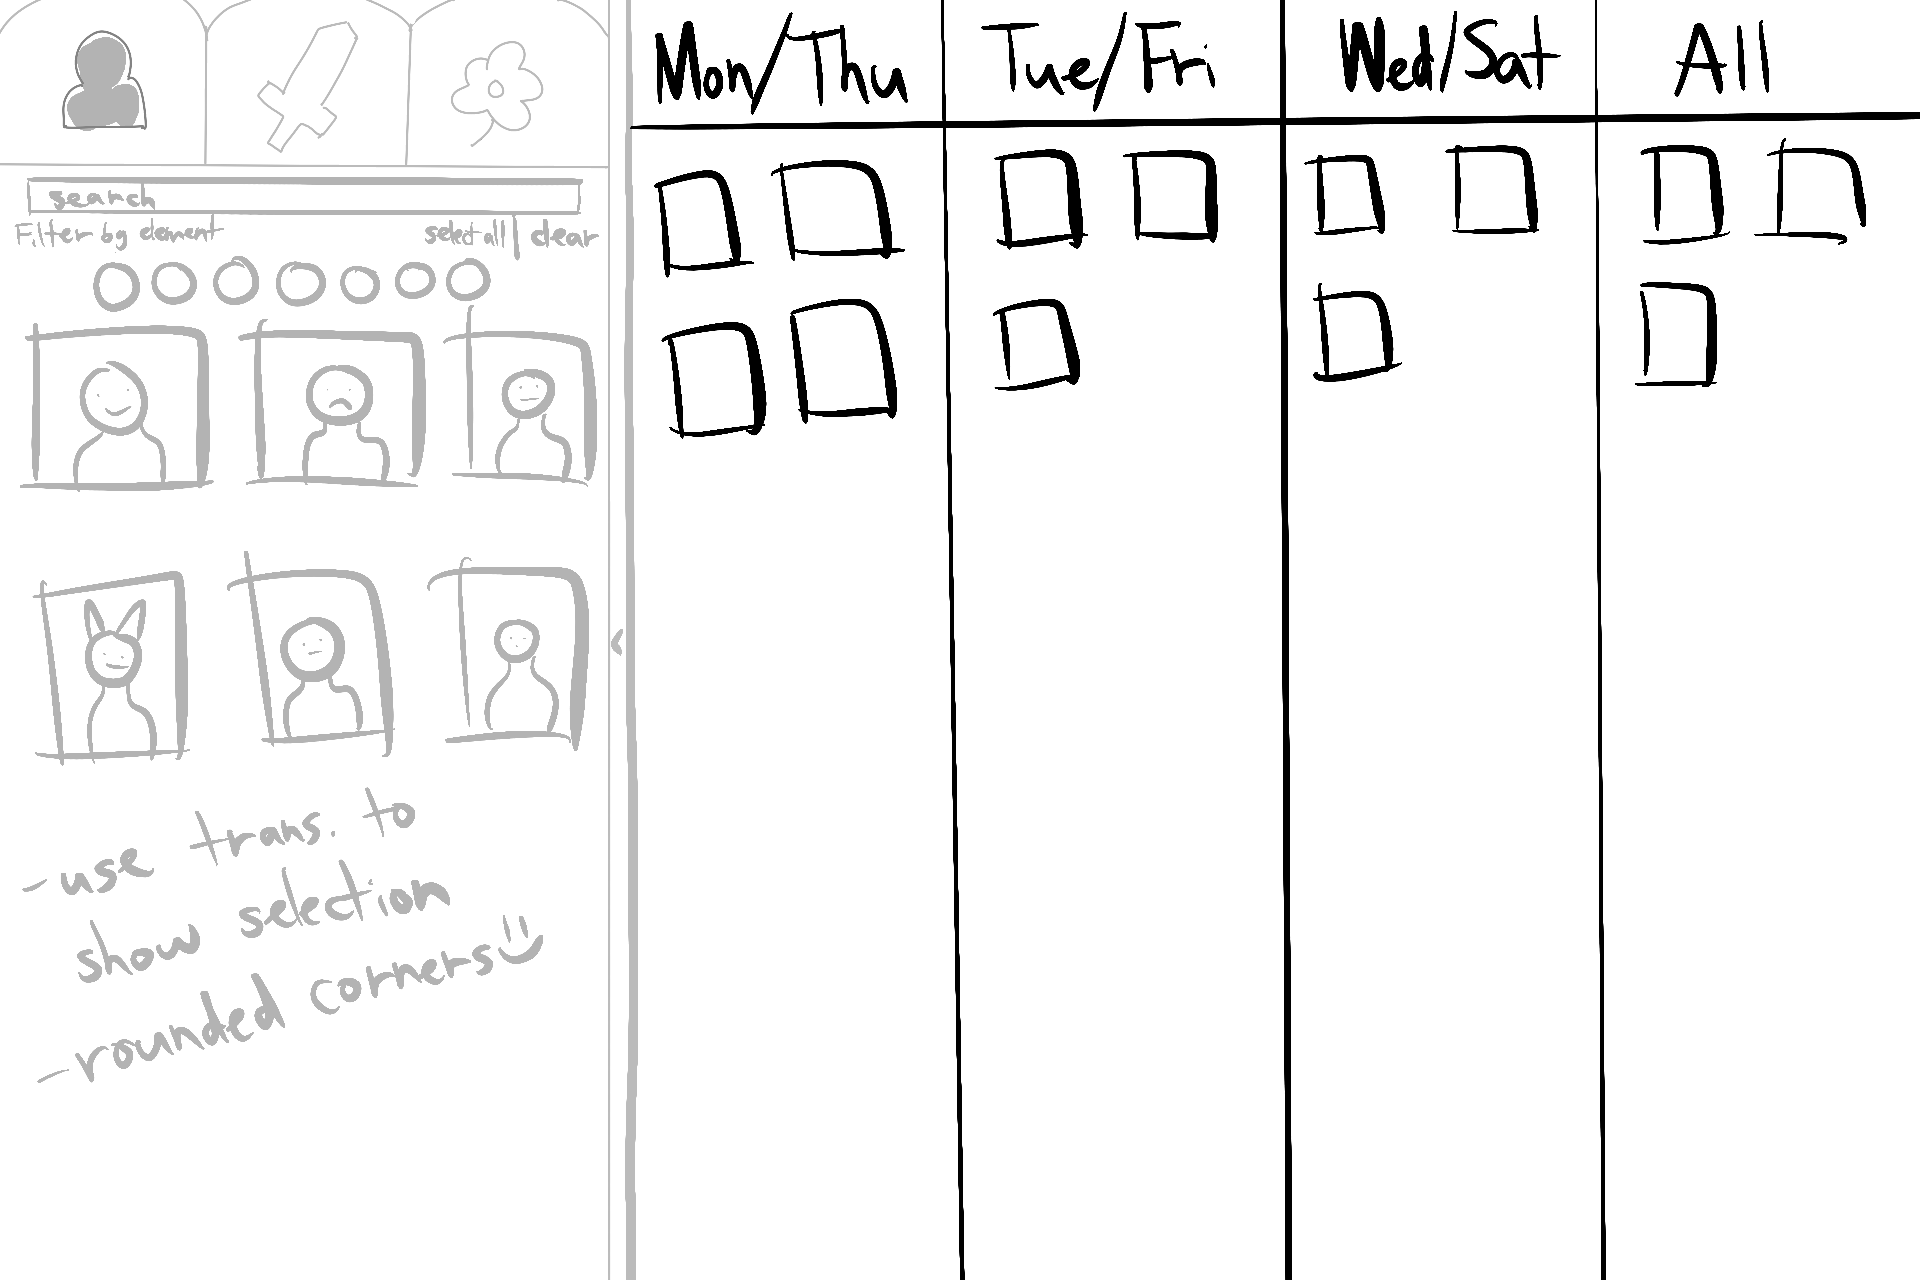 search
Filter by element
select all | clear
-use trans. to
show selection
-rounded corners
Mon/Thu
Tue/Fri
Wed/Sat
All